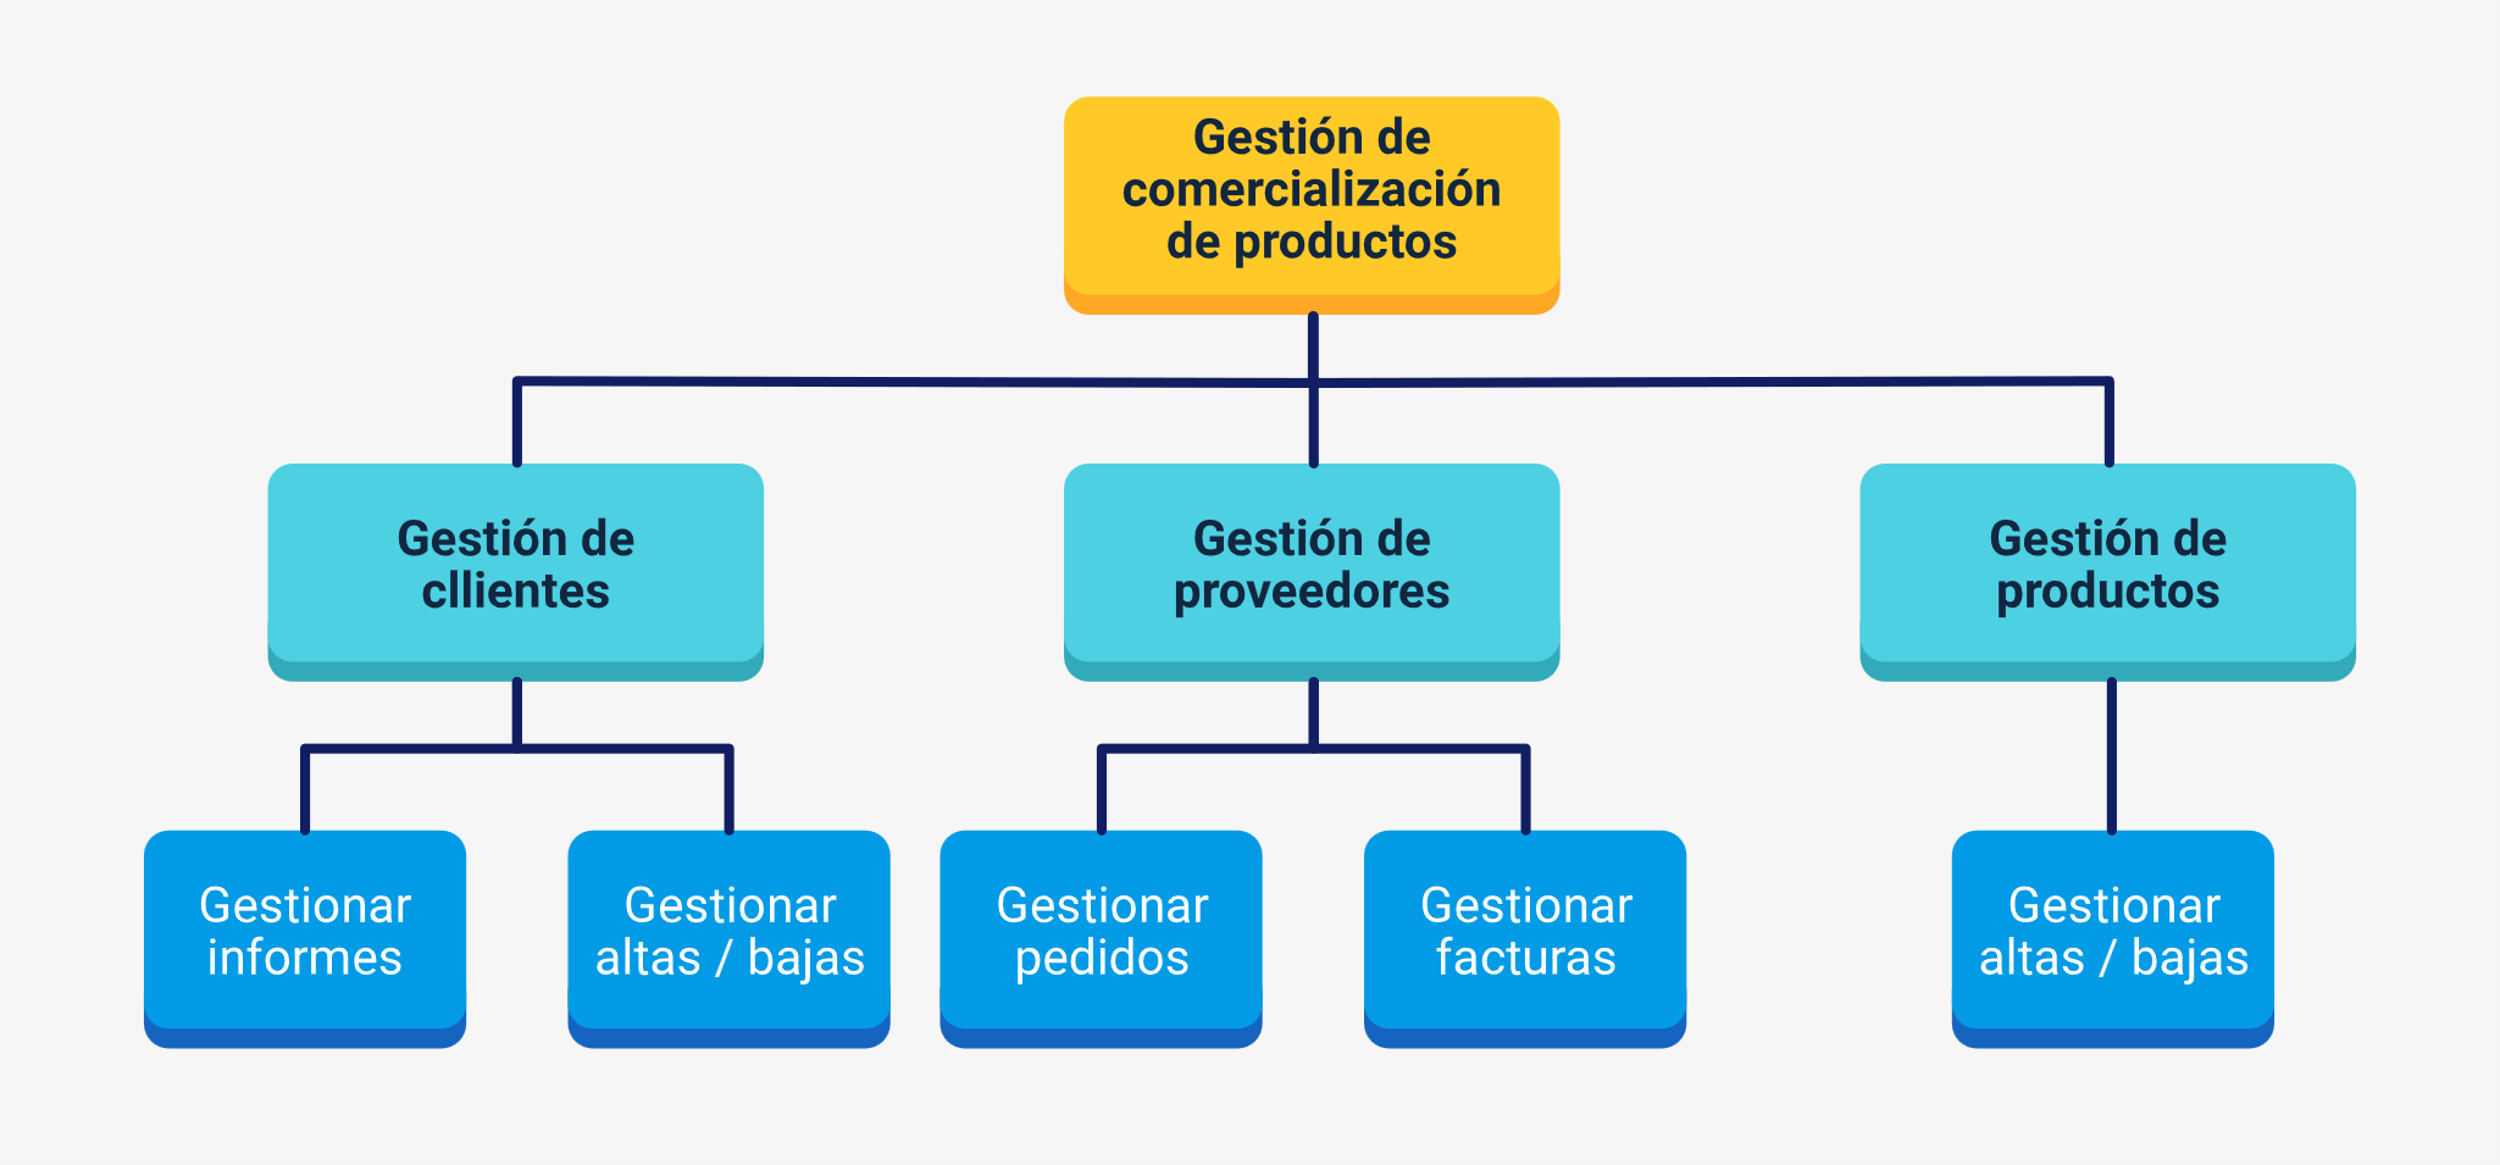 Gestión de
comercialización
de productos
Gestión de
cllientes
Gestión de
proveedores
Gestión de
productos
Gestionar
informes
Gestionar
altas / bajas
Gestionar
pedidos
Gestionar
facturas
Gestionar
altas / bajas